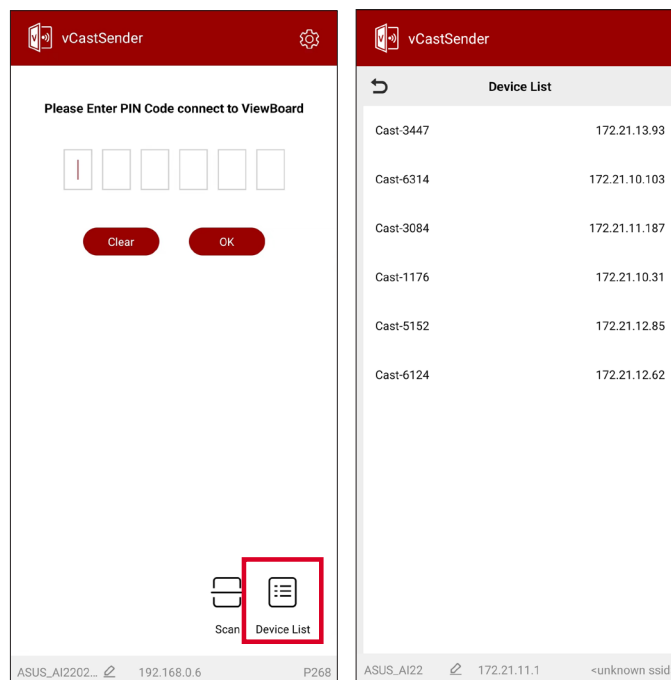 vCastSender
Please Enter PIN Code connect to ViewBoard
Clear OK
Scan Device List
ASUS_AI2202... 192.168.0.6 P268
vCastSender
Device List
Cast-3447 172.21.13.93
Cast-6314 172.21.10.103
Cast-3084 172.21.11.187
Cast-1176 172.21.10.31
Cast-5152 172.21.12.85
Cast-6124 172.21.12.62
ASUS_AI22 172.21.11.1 <unknown ssid